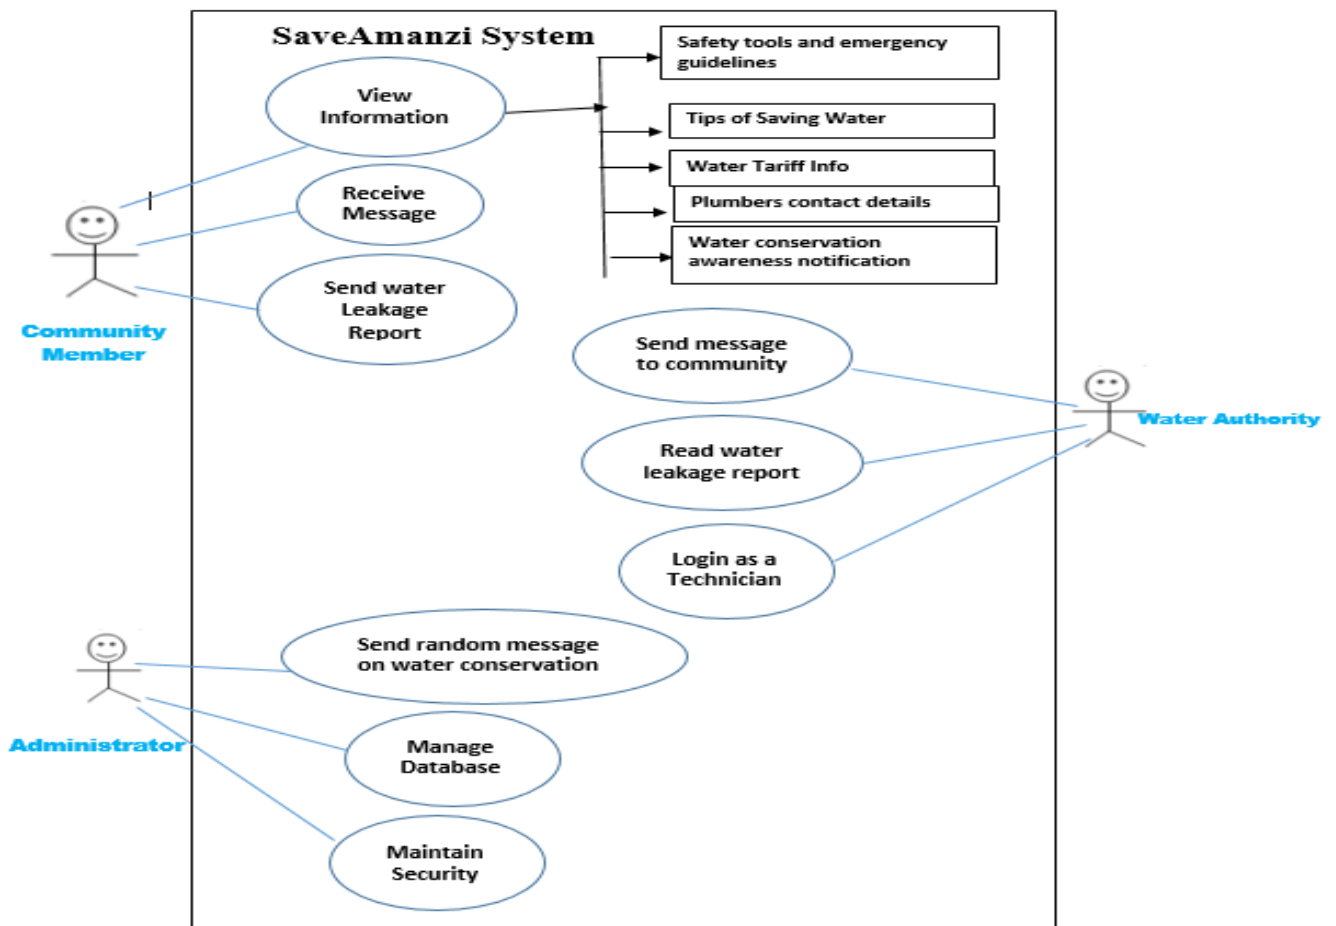 SaveAmanzi System
View
Information
Safety tools and emergency
guidelines
Tips of Saving Water
Water Tariff Info
Plumbers contact details
Water conservation
awareness notification
Receive
Message
Send water
Leakage
Report
Community
Member
Send message
to community
Read water
leakage report
Login as a
Technician
Water Authority
Send random message
on water conservation
Manage
Database
Maintain
Security
Administrator